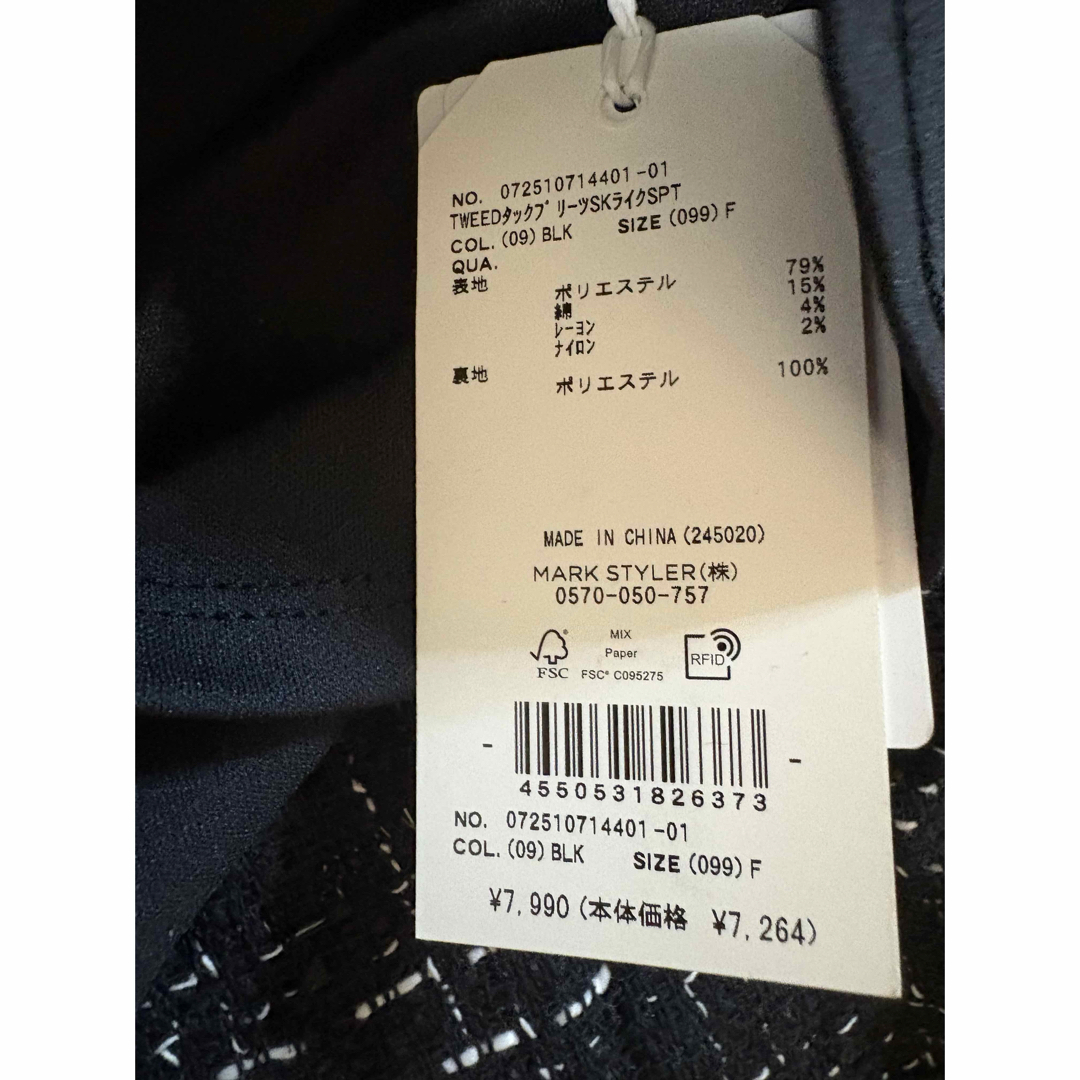 NO. 072510714401-01
TWEEDタックプリーツSKライクSPT
COL. (09) BLK SIZE (099) F
QUA.
表地 ポリエステル 79%
綿 15%
レーヨン 4%
ナイロン 2%
裏地 ポリエステル 100%
MADE IN CHINA (245020)
MARK STYLER(株)
0570-050-757
FSC® MIX
Paper
FSC® C095275
RFID
- 4550531826373 -
NO. 072510714401-01
COL. (09) BLK SIZE (099) F
¥7,990 (本体価格 ¥7,264)